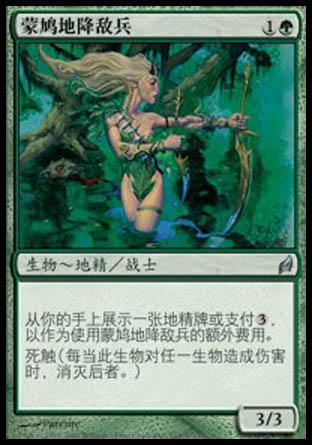 蒙鸠地降敌兵 1
生物～地精／战士
从你的手上展示一张地精牌或支付3，
以作为使用蒙鸠地降敌兵的额外费用。
死触（每当此生物对任一生物造成伤害
时，消灭后者。）
3/3